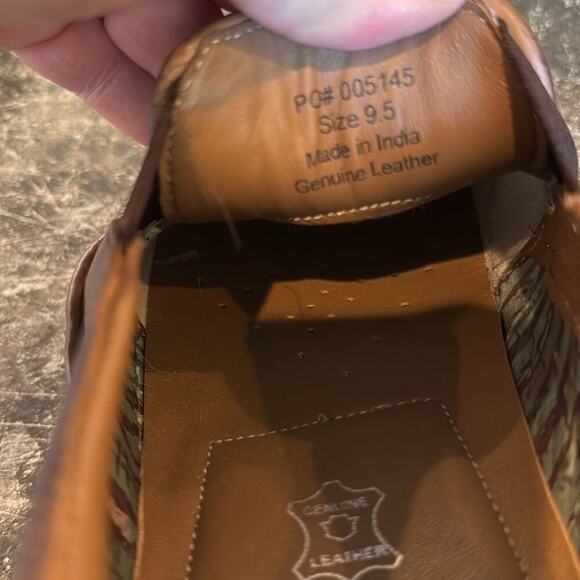 PO# 005145
Size 9.5
Made in India
Genuine Leather
GENUINE
LEATHER